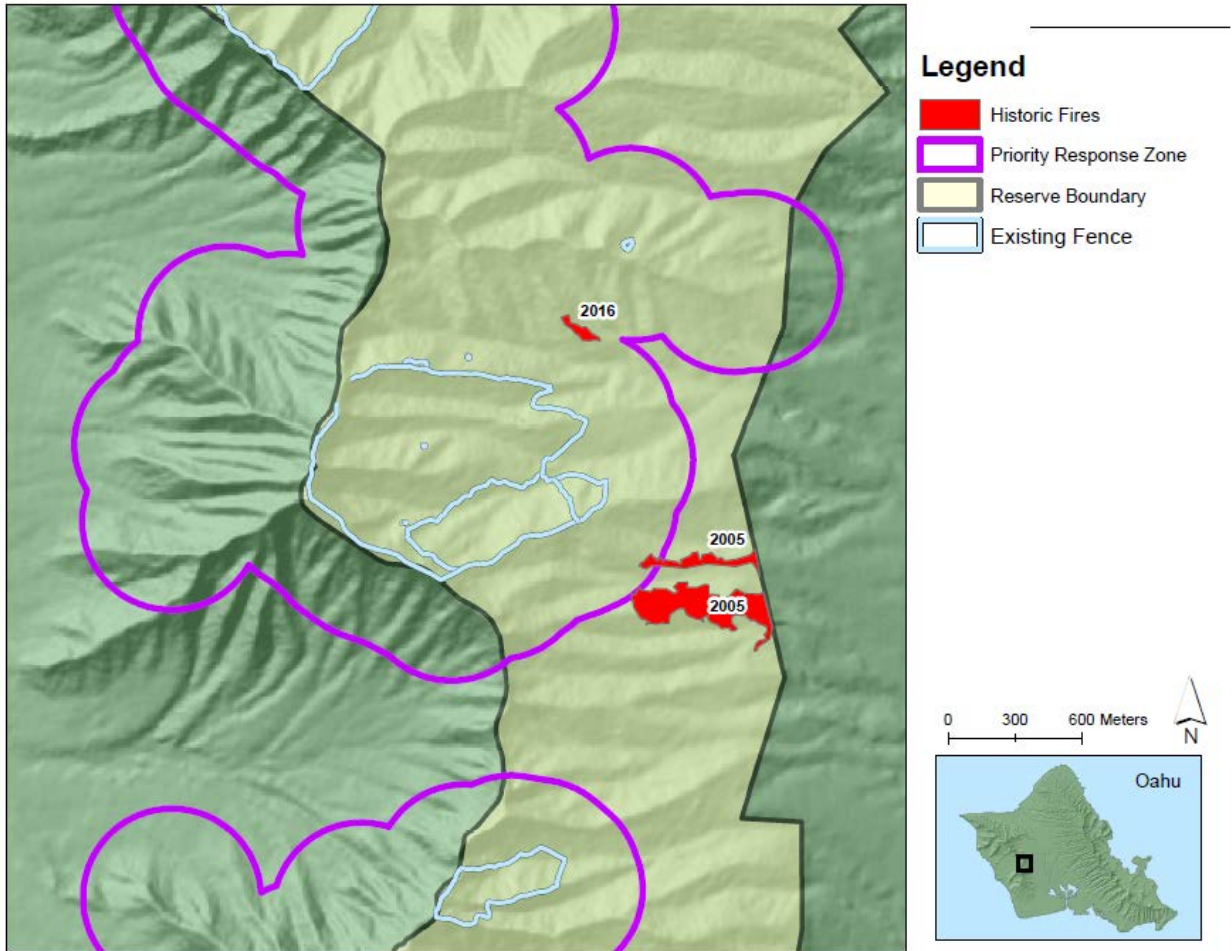 2016
2005
2005
Legend
Historic Fires
Priority Response Zone
Reserve Boundary
Existing Fence
0 300 600 Meters
N
Oahu